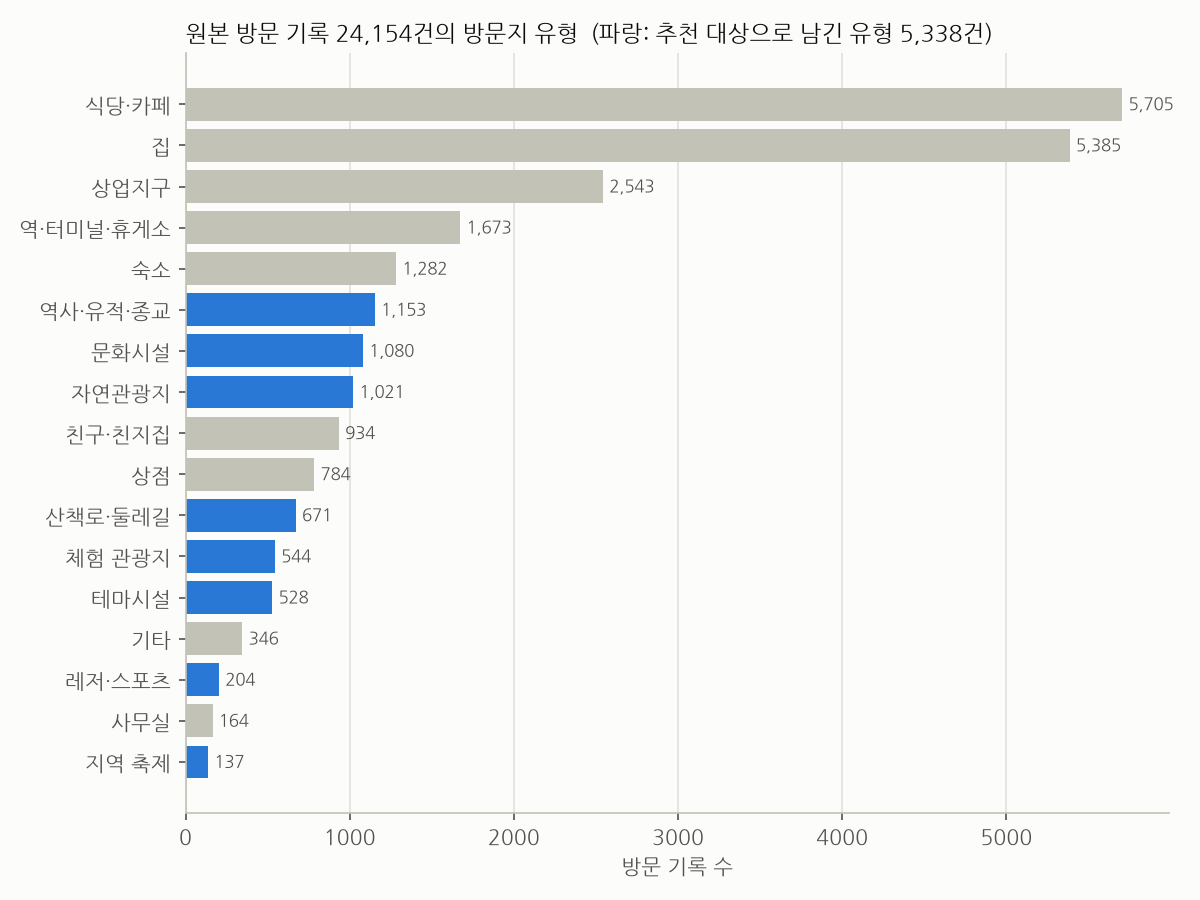 원본 방문 기록 24,154건의 방문지 유형 (파랑: 추천 대상으로 남긴 유형 5,338건)
식당·카페 5,705
집 5,385
상업지구 2,543
역·터미널·휴게소 1,673
숙소 1,282
역사·유적·종교 1,153
문화시설 1,080
자연관광지 1,021
친구·친지집 934
상점 784
산책로·둘레길 671
체험 관광지 544
테마시설 528
기타 346
레저·스포츠 204
사무실 164
지역 축제 137
0 1000 2000 3000 4000 5000
방문 기록 수